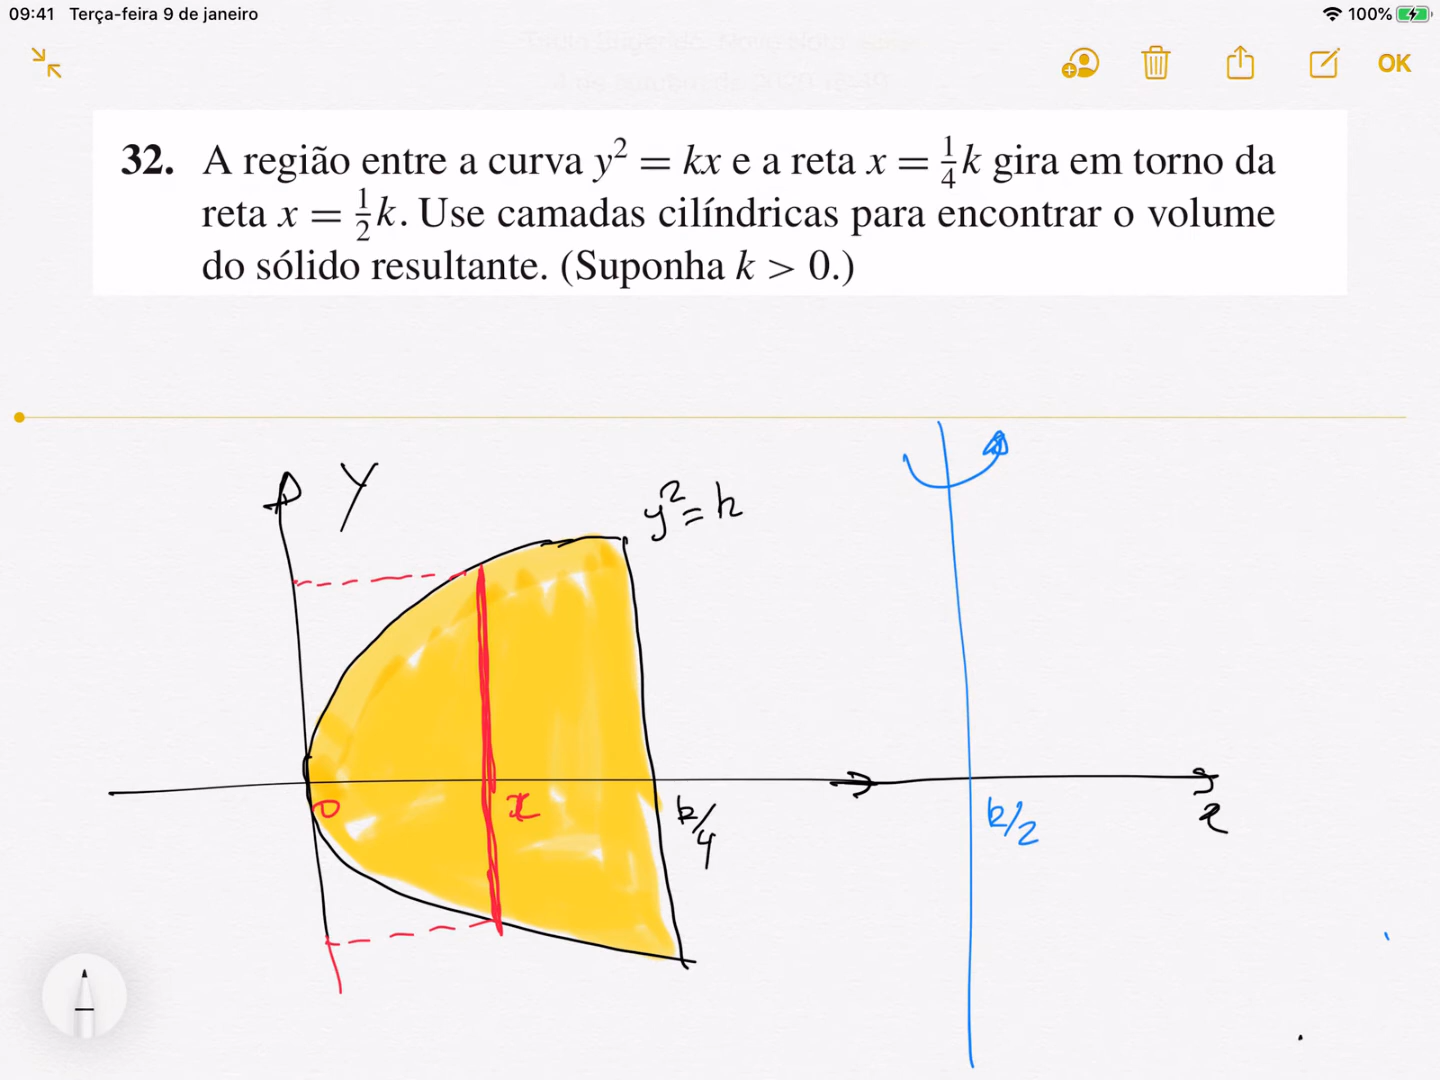 09:41 Terça-feira 9 de janeiro
100%
OK
32. A região entre a curva y² = kx e a reta x = ¼k gira em torno da
reta x = ½k. Use camadas cilíndricas para encontrar o volume
do sólido resultante. (Suponha k > 0.)
y
y² = k
0
x
k/4
k/2
x